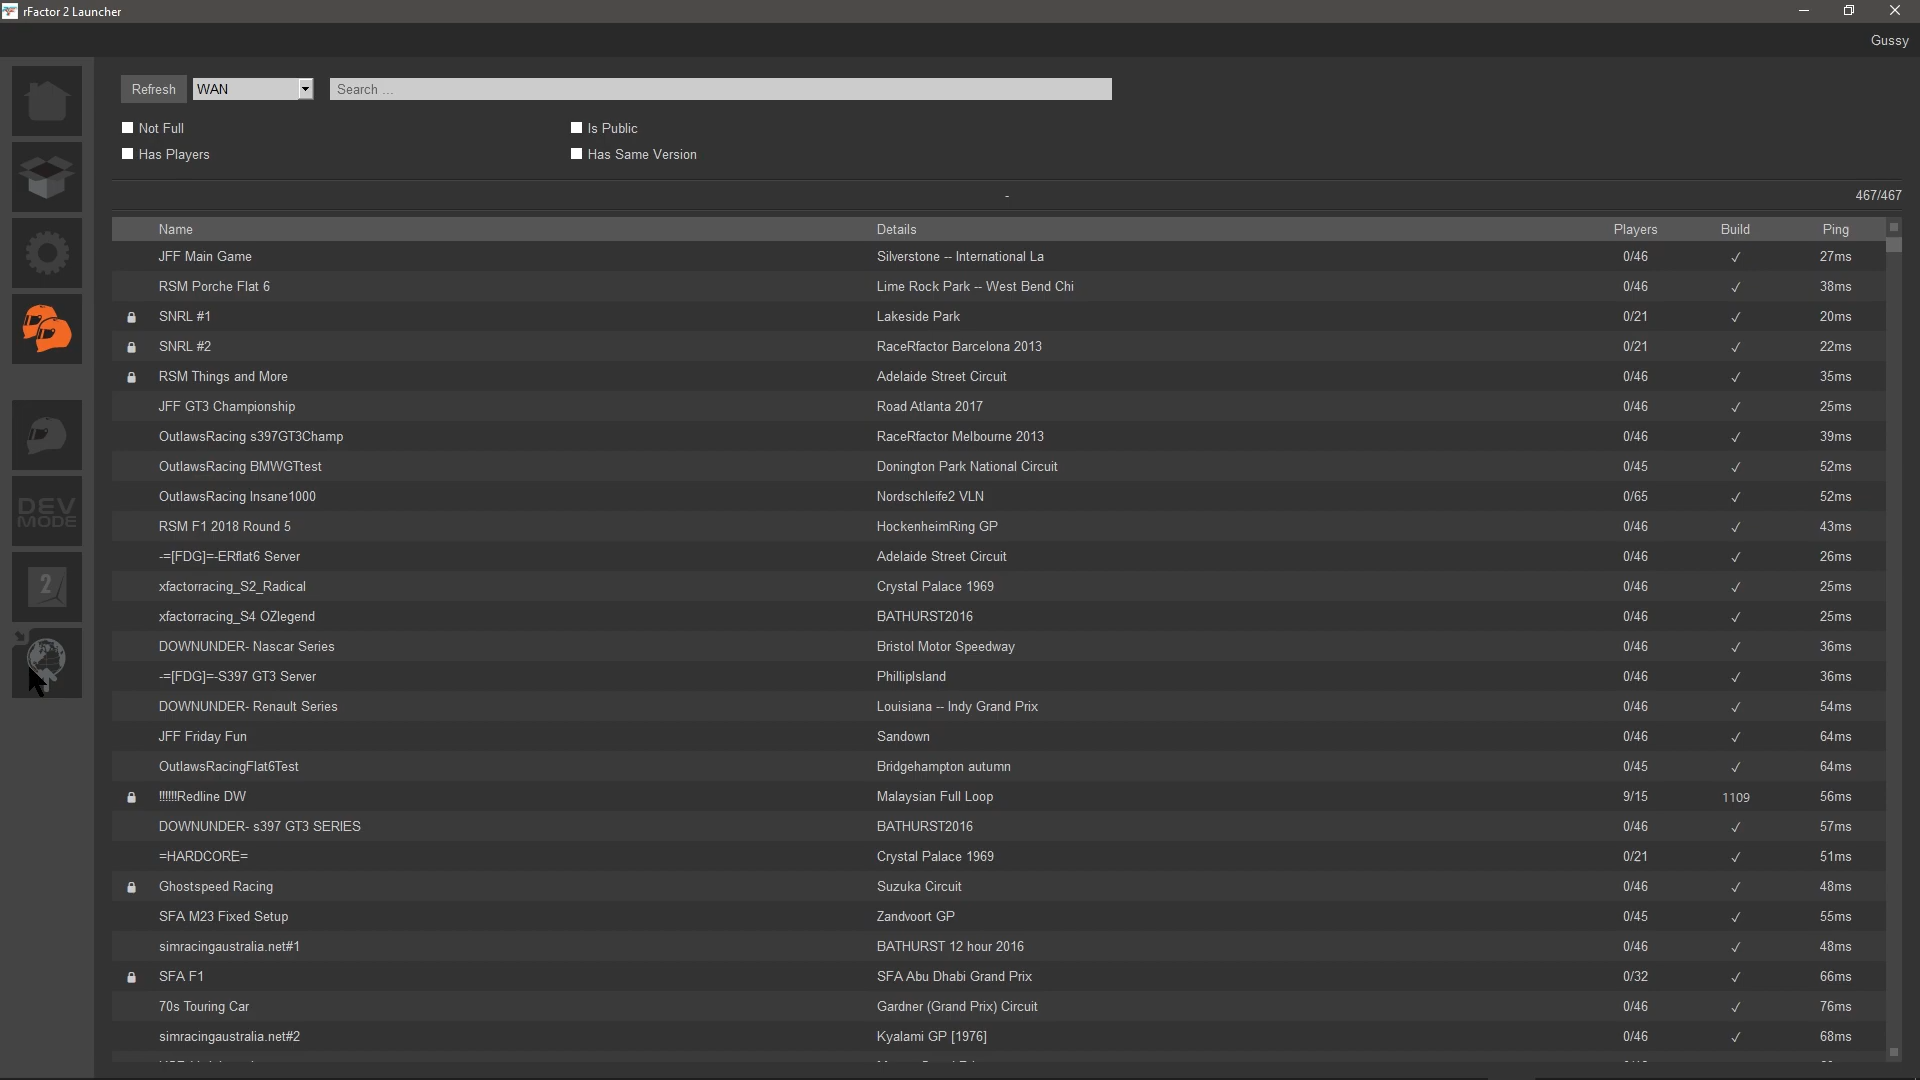 rFactor 2 Launcher
Gussy
Refresh WAN Search ...
Not Full Is Public
Has Players Has Same Version
- 467/467
Name Details Players Build Ping
JFF Main Game Silverstone -- International La 0/46 ✓ 27ms
RSM Porche Flat 6 Lime Rock Park -- West Bend Chi 0/46 ✓ 38ms
SNRL #1 Lakeside Park 0/21 ✓ 20ms
SNRL #2 RaceRfactor Barcelona 2013 0/21 ✓ 22ms
RSM Things and More Adelaide Street Circuit 0/46 ✓ 35ms
JFF GT3 Championship Road Atlanta 2017 0/46 ✓ 25ms
OutlawsRacing s397GT3Champ RaceRfactor Melbourne 2013 0/46 ✓ 39ms
OutlawsRacing BMWGTtest Donington Park National Circuit 0/45 ✓ 52ms
OutlawsRacing Insane1000 Nordschleife2 VLN 0/65 ✓ 52ms
DEV
MODE
RSM F1 2018 Round 5 HockenheimRing GP 0/46 ✓ 43ms
-=[FDG]=-ERflat6 Server Adelaide Street Circuit 0/46 ✓ 26ms
2
xfactorracing_S2_Radical Crystal Palace 1969 0/46 ✓ 25ms
xfactorracing_S4 OZlegend BATHURST2016 0/46 ✓ 25ms
DOWNUNDER- Nascar Series Bristol Motor Speedway 0/46 ✓ 36ms
-=[FDG]=-S397 GT3 Server PhillipIsland 0/46 ✓ 36ms
DOWNUNDER- Renault Series Louisiana -- Indy Grand Prix 0/46 ✓ 54ms
JFF Friday Fun Sandown 0/46 ✓ 64ms
OutlawsRacingFlat6Test Bridgehampton autumn 0/45 ✓ 64ms
!!!!!!Redline DW Malaysian Full Loop 9/15 1109 56ms
DOWNUNDER- s397 GT3 SERIES BATHURST2016 0/46 ✓ 57ms
=HARDCORE= Crystal Palace 1969 0/21 ✓ 51ms
Ghostspeed Racing Suzuka Circuit 0/46 ✓ 48ms
SFA M23 Fixed Setup Zandvoort GP 0/45 ✓ 55ms
simracingaustralia.net#1 BATHURST 12 hour 2016 0/46 ✓ 48ms
SFA F1 SFA Abu Dhabi Grand Prix 0/32 ✓ 66ms
70s Touring Car Gardner (Grand Prix) Circuit 0/46 ✓ 76ms
simracingaustralia.net#2 Kyalami GP [1976] 0/46 ✓ 68ms